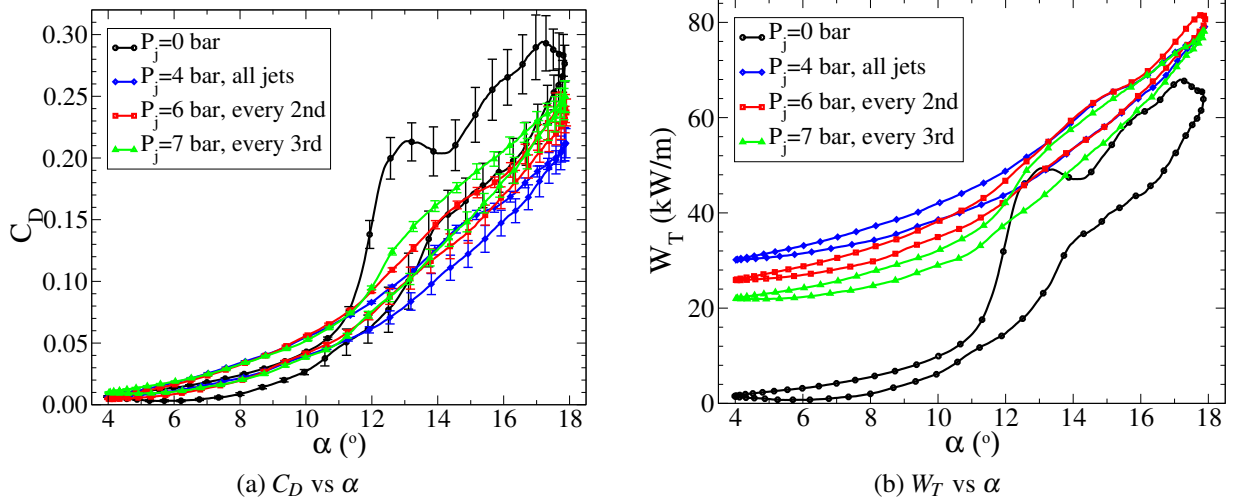 0.30
0.25
0.20
0.15
0.10
0.05
0.00
C_D
P_j=0 bar
P_j=4 bar, all jets
P_j=6 bar, every 2nd
P_j=7 bar, every 3rd
4 6 8 10 12 14 16 18
α (°)
(a) C_D vs α
80
60
40
20
0
W_T (kW/m)
P_j=0 bar
P_j=4 bar, all jets
P_j=6 bar, every 2nd
P_j=7 bar, every 3rd
4 6 8 10 12 14 16 18
α (°)
(b) W_T vs α